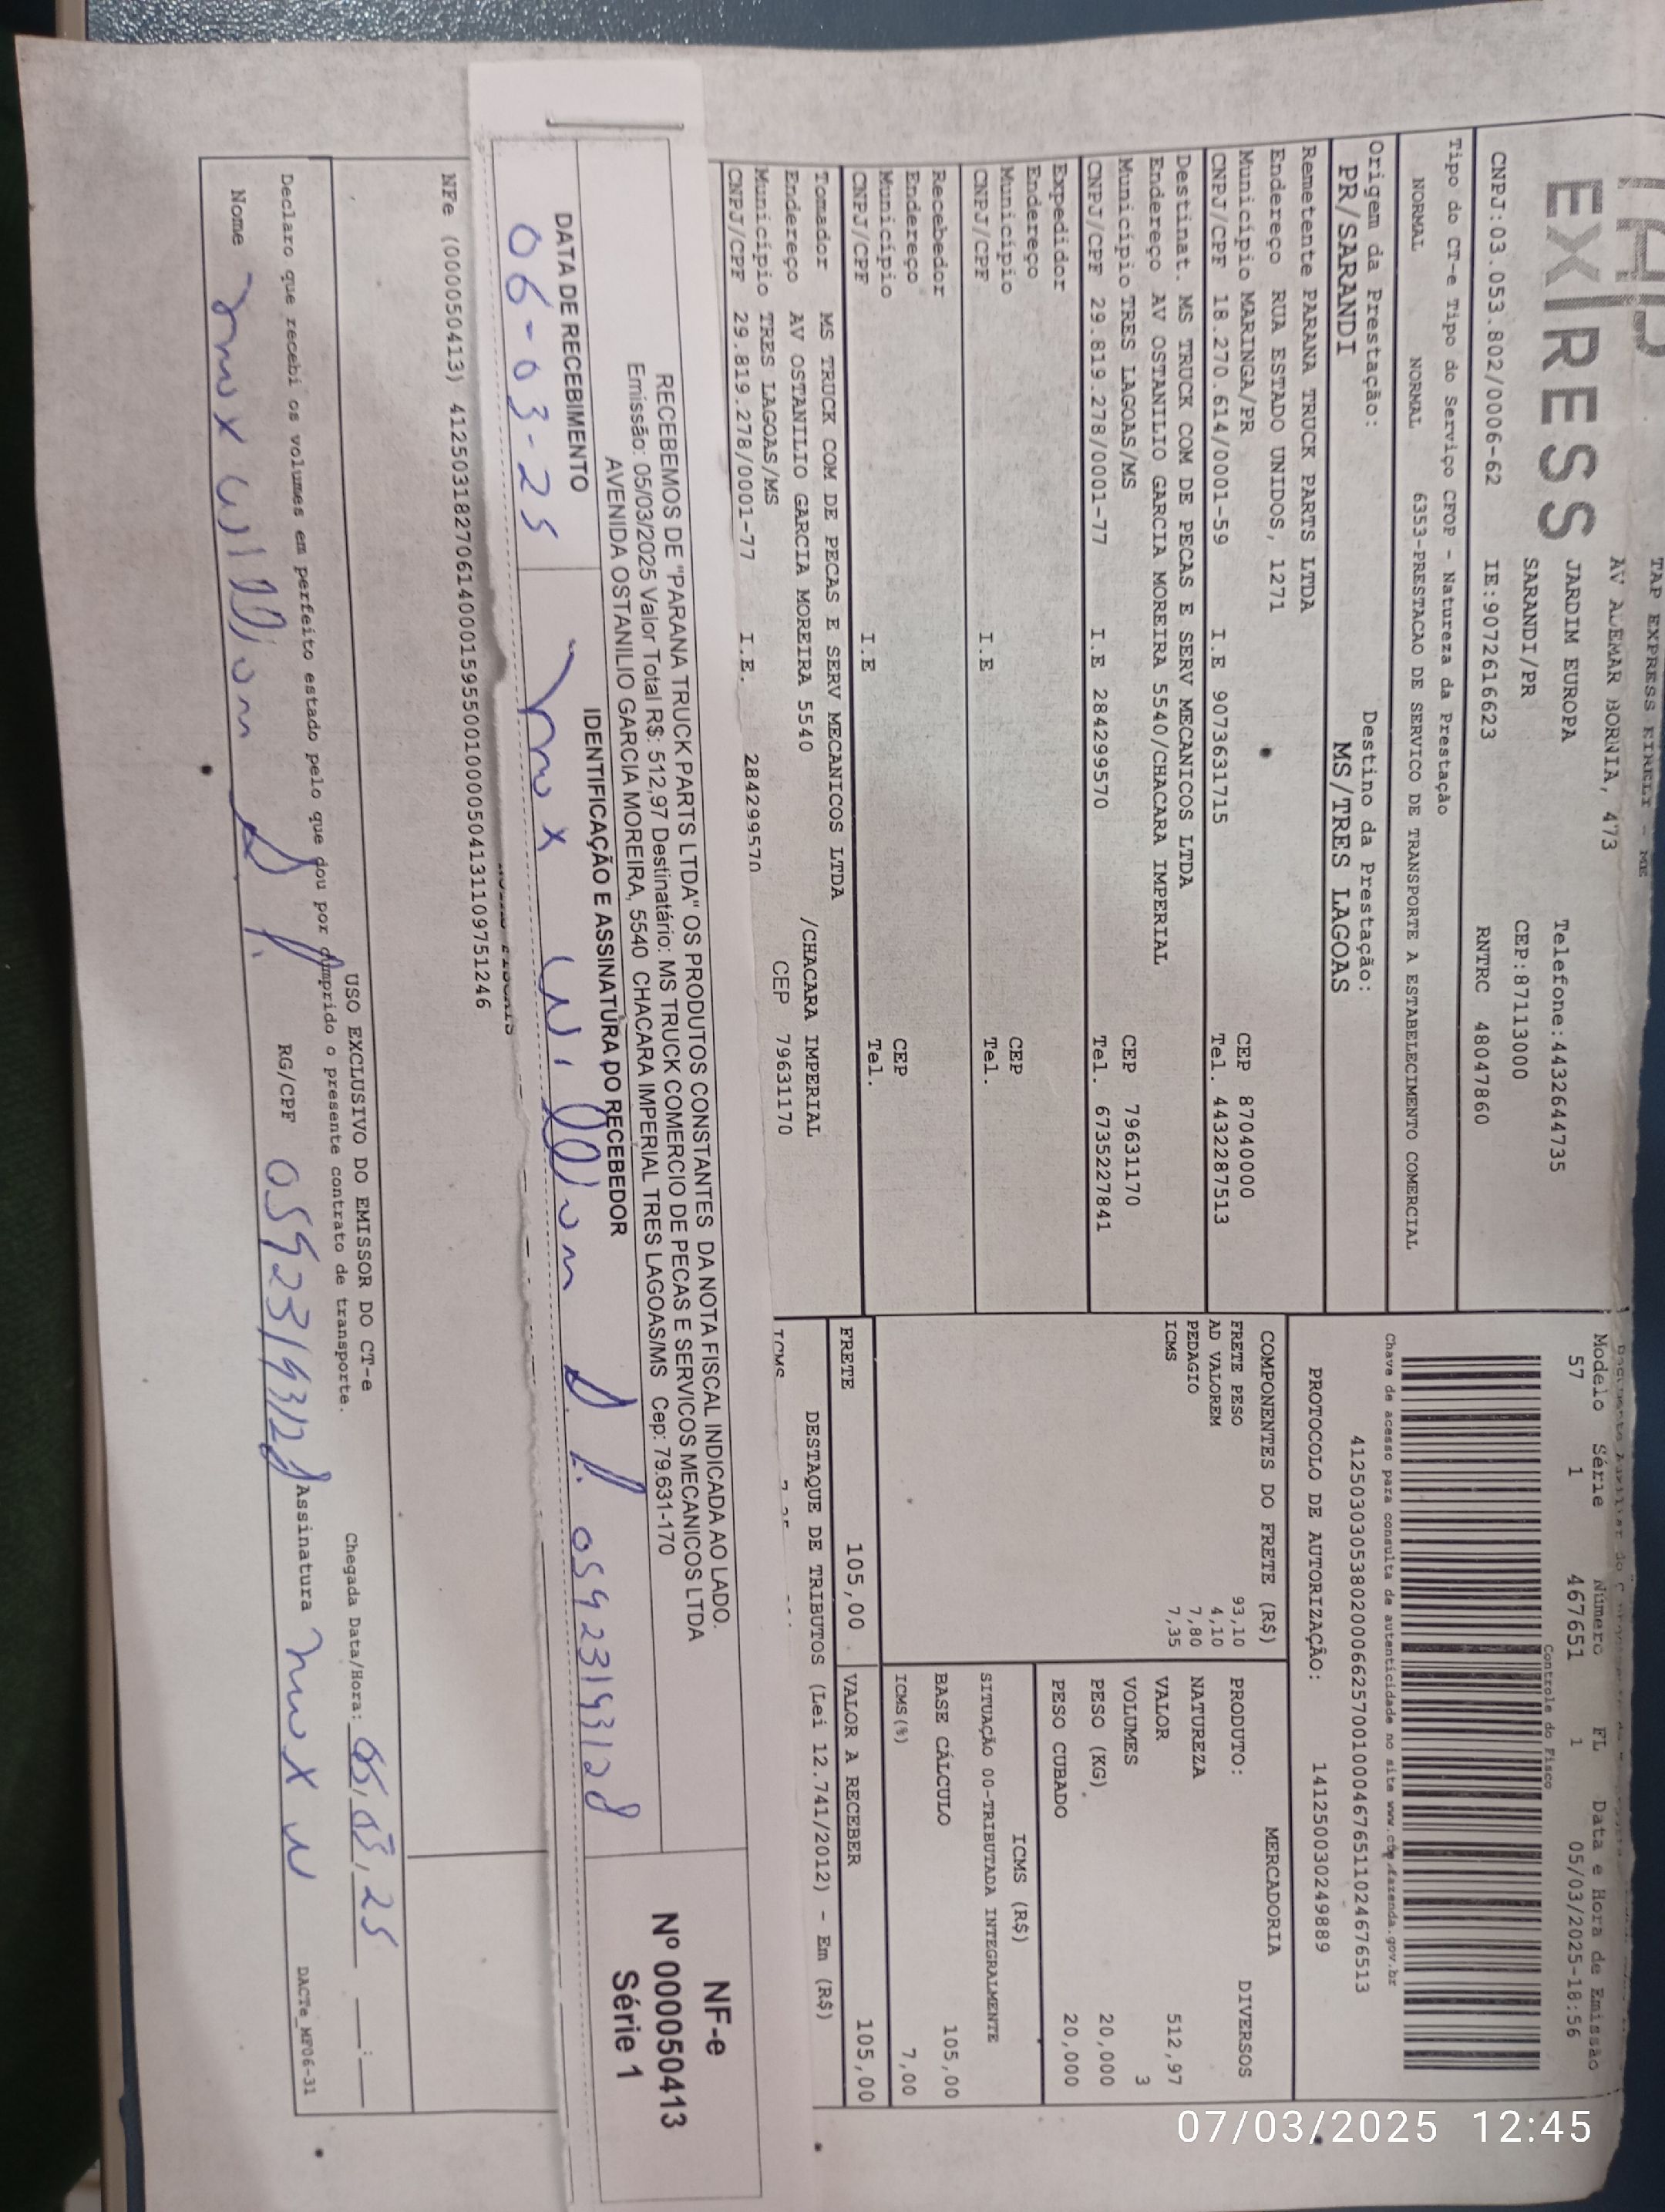 TAP EXPRESS EIRELI - ME
AV ALEMAR BORNIA, 473
JARDIM EUROPA Telefone:4432644735
SARANDI/PR CEP:87113000
CNPJ:03.053.802/0006-62 IE:9072616623 RNTRC 48047860
TAP
EXPRESS
Modelo Série Número FL Data e Hora de Emissão
57 1 467651 1 05/03/2025-18:56
Controle do Fisco
Chave de acesso para consulta de autenticidade no site www.cte.fazenda.gov.br
41250303053802000662570010004676511024676513
PROTOCOLO DE AUTORIZAÇÃO: 141250030249889
Tipo do CT-e Tipo do Serviço CFOP - Natureza da Prestação
NORMAL NORMAL 6353-PRESTACAO DE SERVICO DE TRANSPORTE A ESTABELECIMENTO COMERCIAL
Origem da Prestação: Destino da Prestação:
PR/SARANDI MS/TRES LAGOAS
Remetente PARANA TRUCK PARTS LTDA
Endereço RUA ESTADO UNIDOS, 1271
Município MARINGA/PR CEP 87040000
CNPJ/CPF 18.270.614/0001-59 I.E 9073631715 Tel. 4432287513
Destinat. MS TRUCK COM DE PECAS E SERV MECANICOS LTDA
Endereço AV OSTANILIO GARCIA MOREIRA 5540/CHACARA IMPERIAL
Município TRES LAGOAS/MS CEP 79631170
CNPJ/CPF 29.819.278/0001-77 I.E 284299570 Tel. 6735227841
Expedidor
Endereço
Município CEP
CNPJ/CPF I.E Tel.
Recebedor
Endereço
Município CEP
CNPJ/CPF I.E Tel.
Tomador MS TRUCK COM DE PECAS E SERV MECANICOS LTDA
Endereço AV OSTANILIO GARCIA MOREIRA 5540 /CHACARA IMPERIAL
Município TRES LAGOAS/MS CEP 79631170
CNPJ/CPF 29.819.278/0001-77 I.E. 284299570
COMPONENTES DO FRETE (R$)
FRETE PESO 93,10
AD VALOREM 4,10
PEDAGIO 7,80
ICMS 7,35
MERCADORIA
PRODUTO: DIVERSOS
NATUREZA
VALOR 512,97
VOLUMES 3
PESO (KG) 20,000
PESO CUBADO 20,000
ICMS (R$)
SITUAÇÃO 00-TRIBUTADA INTEGRALMENTE
BASE CÁLCULO 105,00
ICMS(%) 7,00
FRETE 105,00 VALOR A RECEBER 105,00
DESTAQUE DE TRIBUTOS (Lei 12.741/2012) - Em (R$)
ICMS
RECEBEMOS DE "PARANA TRUCK PARTS LTDA" OS PRODUTOS CONSTANTES DA NOTA FISCAL INDICADA AO LADO.
Emissão: 05/03/2025 Valor Total R$: 512,97 Destinatário: MS TRUCK COMERCIO DE PECAS E SERVICOS MECANICOS LTDA
AVENIDA OSTANILIO GARCIA MOREIRA, 5540 CHACARA IMPERIAL TRES LAGOAS/MS Cep: 79.631-170
DATA DE RECEBIMENTO IDENTIFICAÇÃO E ASSINATURA DO RECEBEDOR
06-03-25
NF-e
Nº 000050413
Série 1
NFe (000050413) 41250318270614000159550010000504131109751246
USO EXCLUSIVO DO EMISSOR DO CT-e
Declaro que recebi os volumes em perfeito estado pelo que dou por cumprido o presente contrato de transporte.
Chegada Data/Hora:
Nome RG/CPF Assinatura
DACTe_MF06-31
07/03/2025 12:45